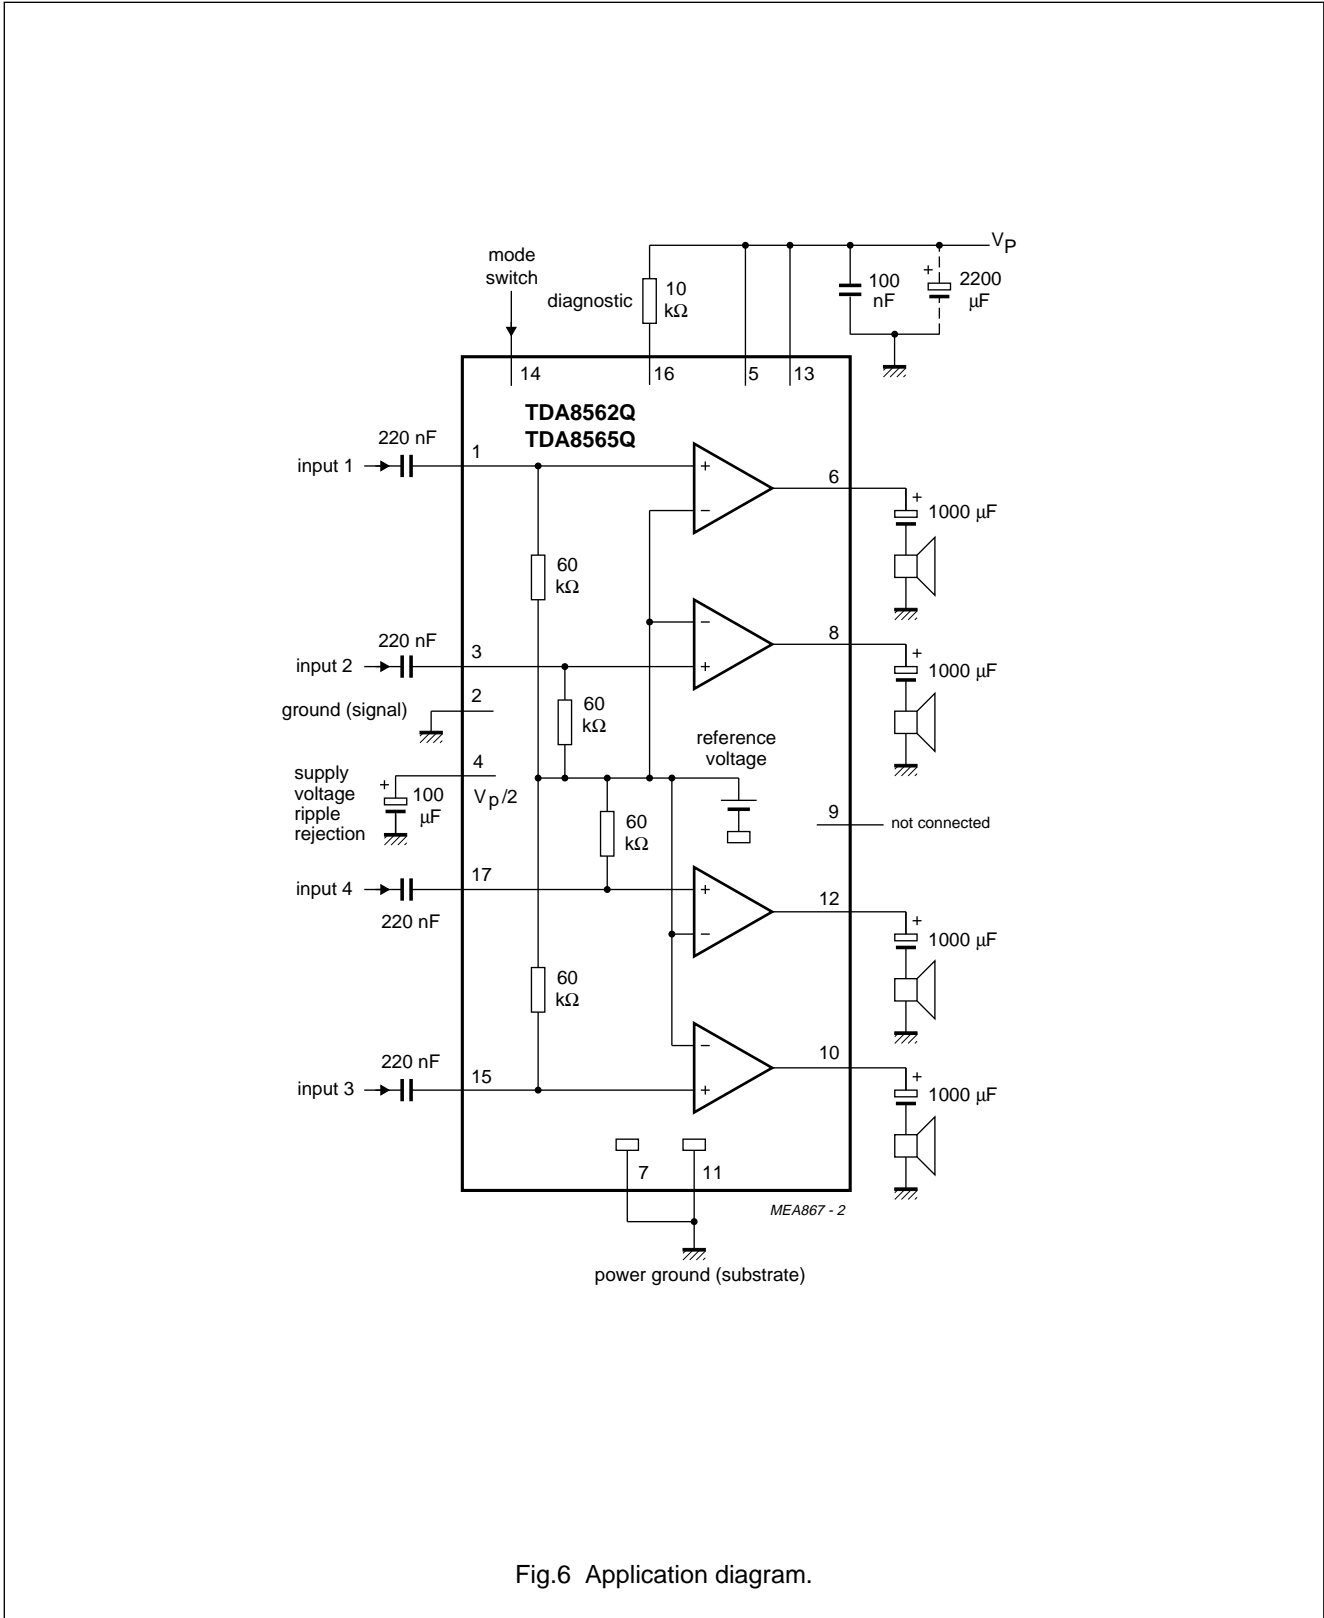 mode
switch
diagnostic
10
kΩ
100
nF
+
2200
µF
VP
14
16
5
13
TDA8562Q
TDA8565Q
220 nF
input 1
1
+
−
6
+
1000 µF
60
kΩ
220 nF
input 2
3
−
+
8
+
1000 µF
2
ground (signal)
60
kΩ
reference
voltage
4
Vp/2
supply
voltage
ripple
rejection
+
100
µF
60
kΩ
9
not connected
input 4
17
220 nF
+
−
12
+
1000 µF
60
kΩ
220 nF
input 3
15
−
+
10
+
1000 µF
7
11
MEA867 - 2
power ground (substrate)
Fig.6 Application diagram.